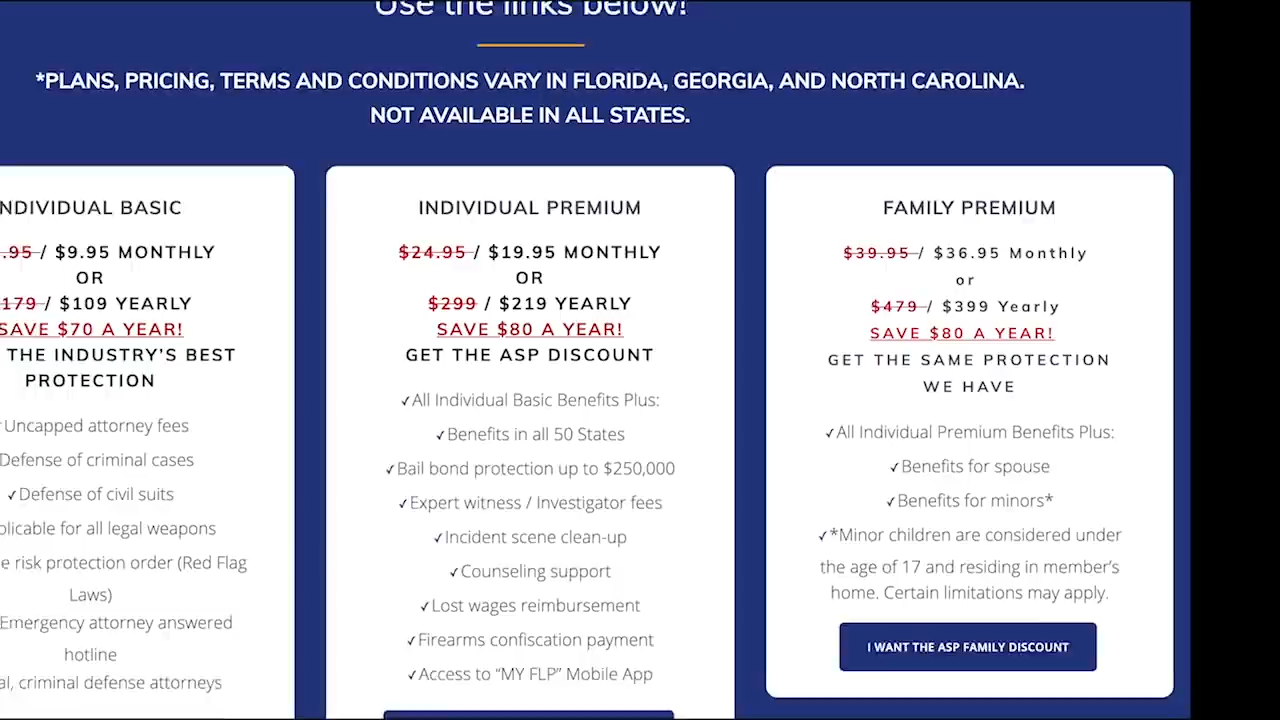 Use the links below!
*PLANS, PRICING, TERMS AND CONDITIONS VARY IN FLORIDA, GEORGIA, AND NORTH CAROLINA.
NOT AVAILABLE IN ALL STATES.
NDIVIDUAL BASIC
.95 / $9.95 MONTHLY
OR
179 / $109 YEARLY
SAVE $70 A YEAR!
THE INDUSTRY'S BEST
PROTECTION
Uncapped attorney fees
Defense of criminal cases
✓Defense of civil suits
plicable for all legal weapons
e risk protection order (Red Flag
Laws)
Emergency attorney answered
hotline
al, criminal defense attorneys
INDIVIDUAL PREMIUM
$24.95 / $19.95 MONTHLY
OR
$299 / $219 YEARLY
SAVE $80 A YEAR!
GET THE ASP DISCOUNT
✓All Individual Basic Benefits Plus:
✓Benefits in all 50 States
✓Bail bond protection up to $250,000
✓Expert witness / Investigator fees
✓Incident scene clean-up
✓Counseling support
✓Lost wages reimbursement
✓Firearms confiscation payment
✓Access to “MY FLP” Mobile App
FAMILY PREMIUM
$39.95 / $36.95 Monthly
or
$479 / $399 Yearly
SAVE $80 A YEAR!
GET THE SAME PROTECTION
WE HAVE
✓All Individual Premium Benefits Plus:
✓Benefits for spouse
✓Benefits for minors*
✓*Minor children are considered under
the age of 17 and residing in member's
home. Certain limitations may apply.
I WANT THE ASP FAMILY DISCOUNT